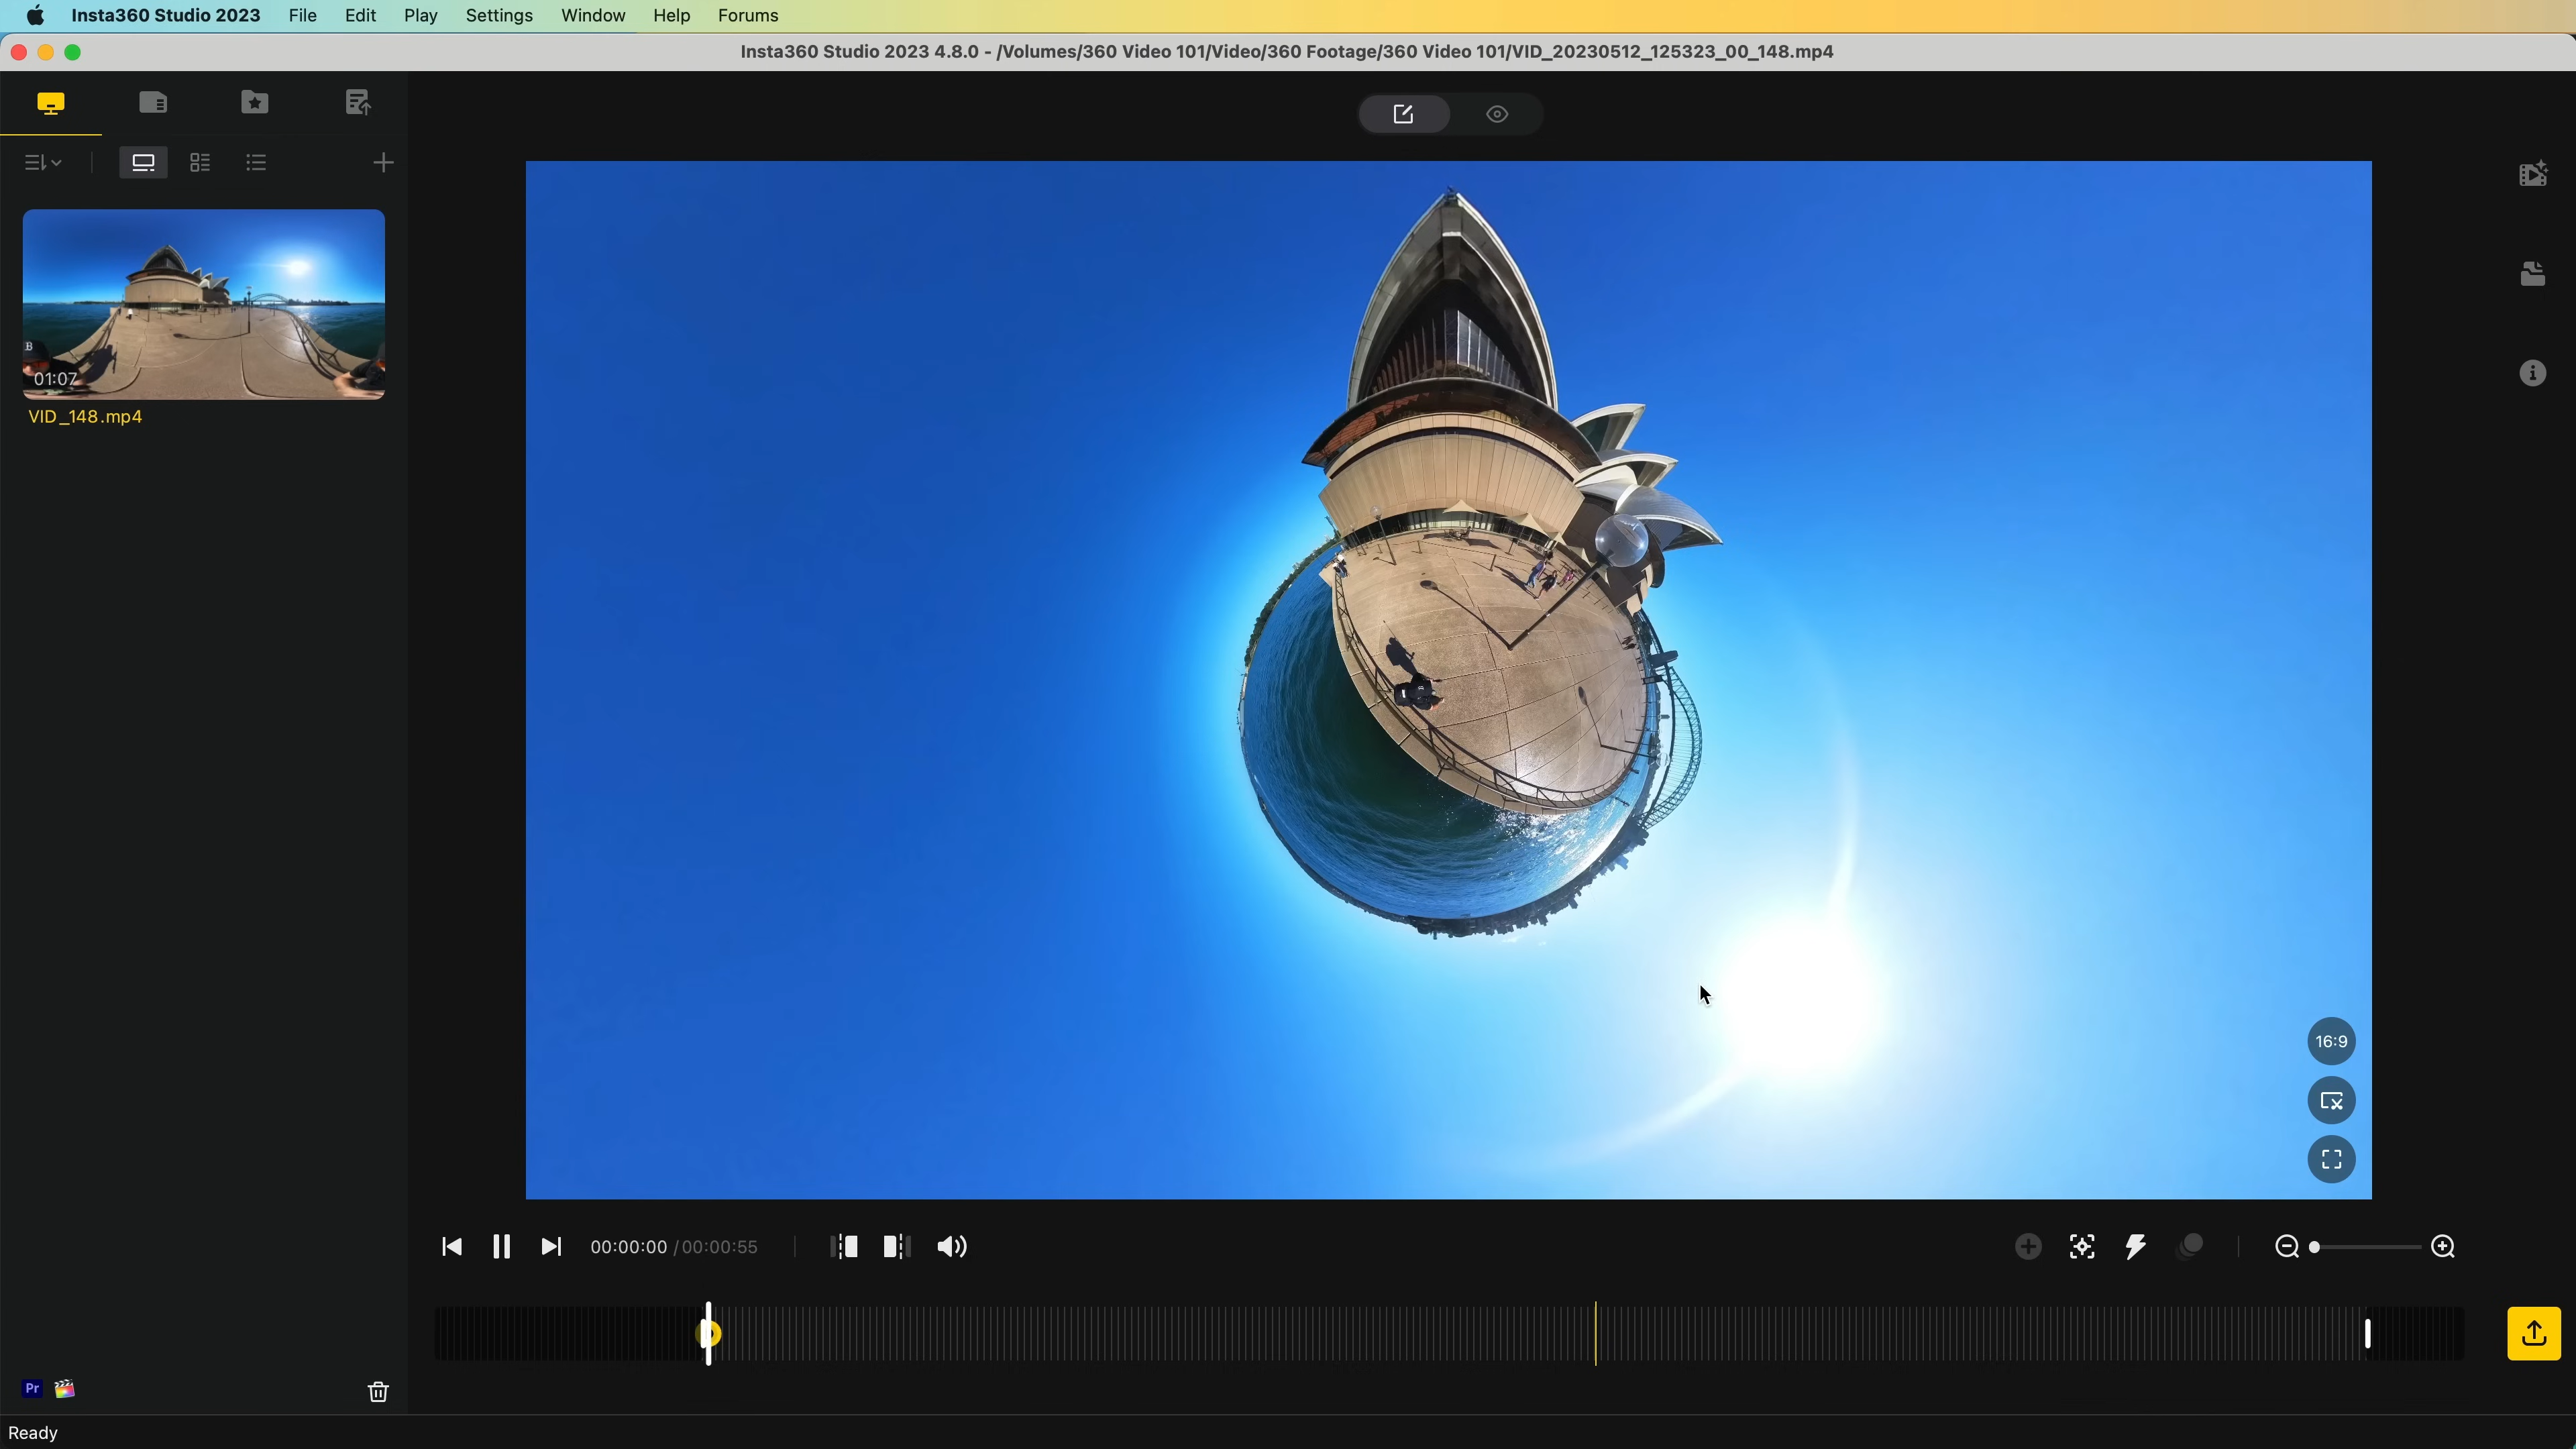 Insta360 Studio 2023 File Edit Play Settings Window Help Forums
Insta360 Studio 2023 4.8.0 - /Volumes/360 Video 101/Video/360 Footage/360 Video 101/VID_20230512_125323_00_148.mp4
B
01:07
VID_148.mp4
16:9
00:00:00 / 00:00:55
Pr
Ready